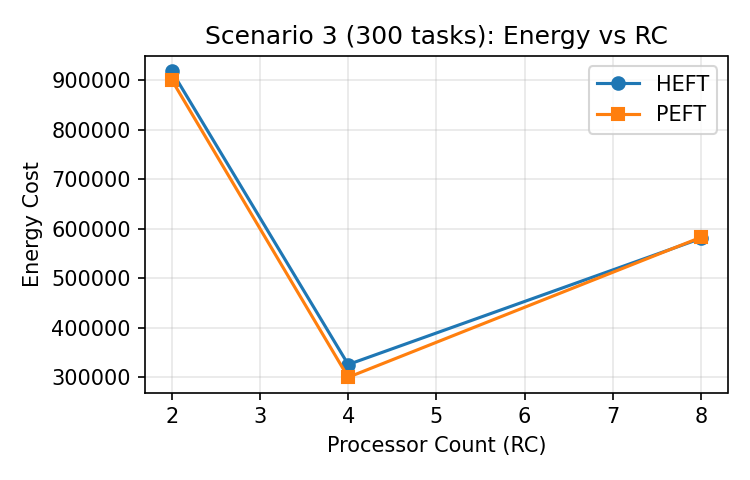 Scenario 3 (300 tasks): Energy vs RC
HEFT
PEFT
Energy Cost
900000
800000
700000
600000
500000
400000
300000
2 3 4 5 6 7 8
Processor Count (RC)